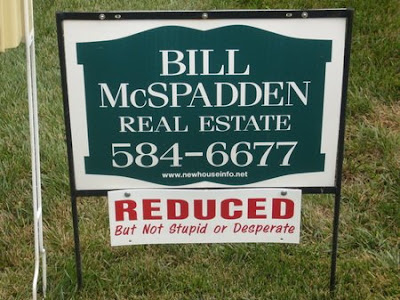 BILL
McSPADDEN
REAL ESTATE
584-6677
www.newhouseinfo.net
REDUCED
But Not Stupid or Desperate